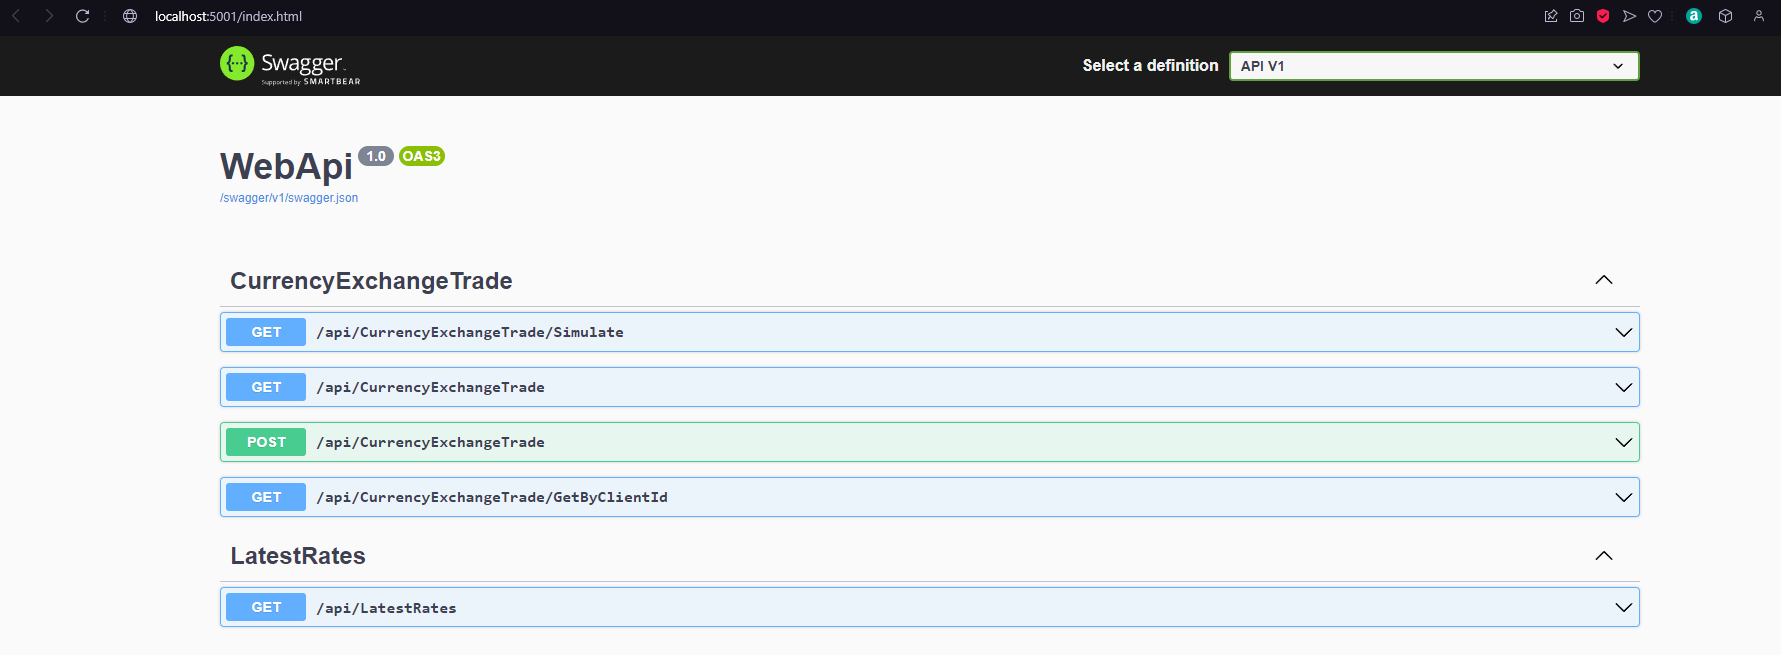 localhost:5001/index.html
Swagger
Supported by SMARTBEAR
Select a definition
API V1
WebApi 1.0 OAS3
/swagger/v1/swagger.json
CurrencyExchangeTrade
GET /api/CurrencyExchangeTrade/Simulate
GET /api/CurrencyExchangeTrade
POST /api/CurrencyExchangeTrade
GET /api/CurrencyExchangeTrade/GetByClientId
LatestRates
GET /api/LatestRates